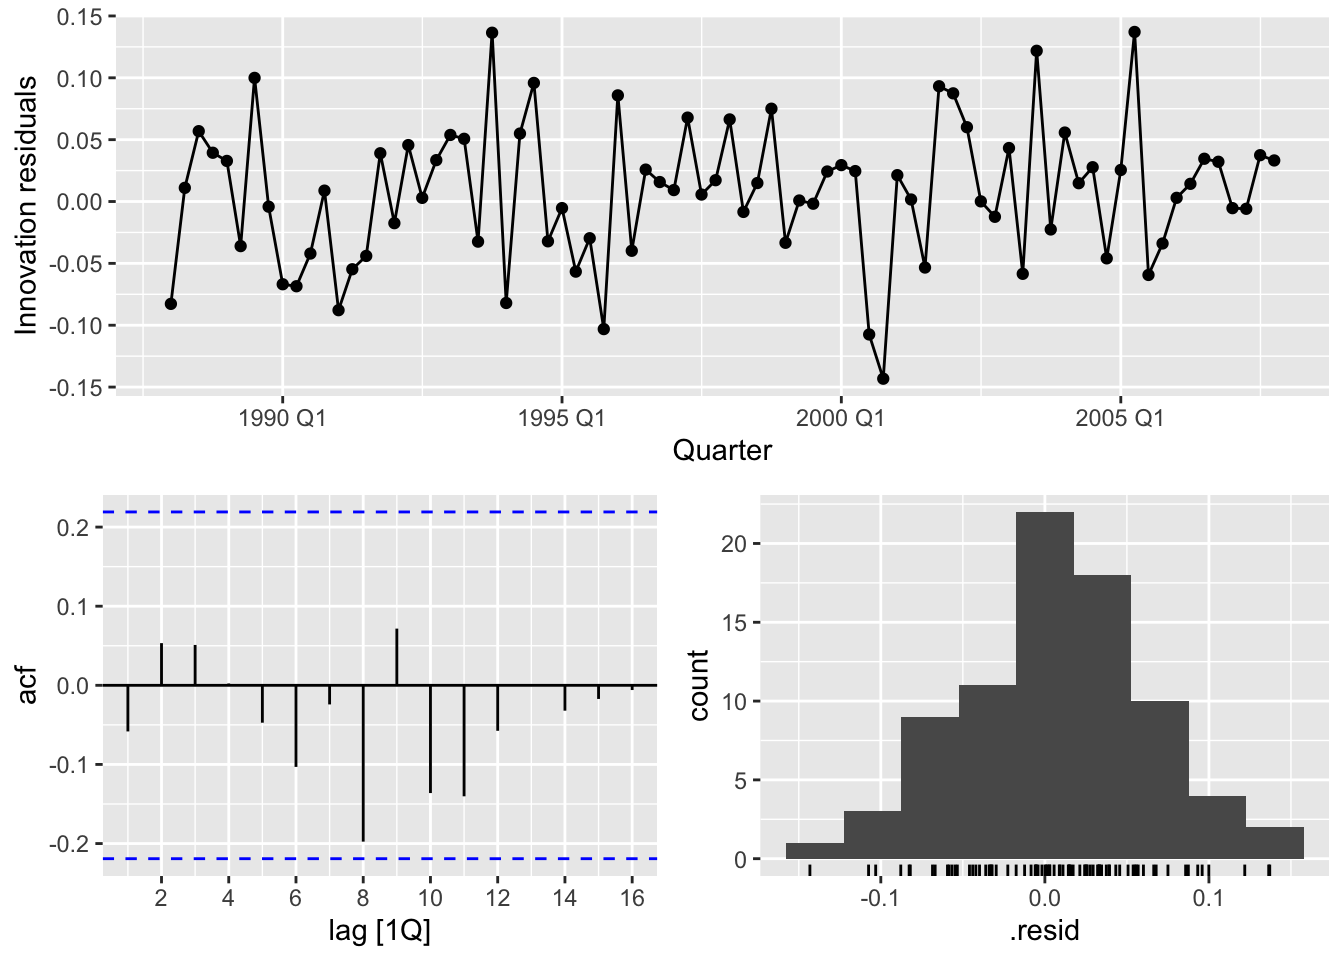 Innovation residuals
0.15
0.10
0.05
0.00
-0.05
-0.10
-0.15
1990 Q1 1995 Q1 2000 Q1 2005 Q1
Quarter
acf
0.2
0.1
0.0
-0.1
-0.2
2 4 6 8 10 12 14 16
lag [1Q]
count
20
15
10
5
0
-0.1 0.0 0.1
.resid